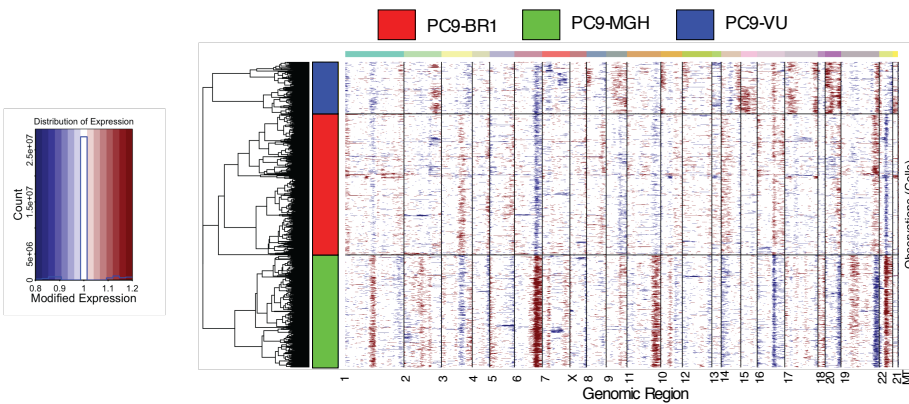 PC9-BR1 PC9-MGH PC9-VU
Distribution of Expression
Count
0 5e+06 1.5e+07 2.5e+07
0.8 0.9 1 1.1 1.2
Modified Expression
Observations (Cells)
1 2 3 4 5 6 7 X 8 9 11 10 12 13 14 15 16 17 18 20 19 22 21 MT
Genomic Region